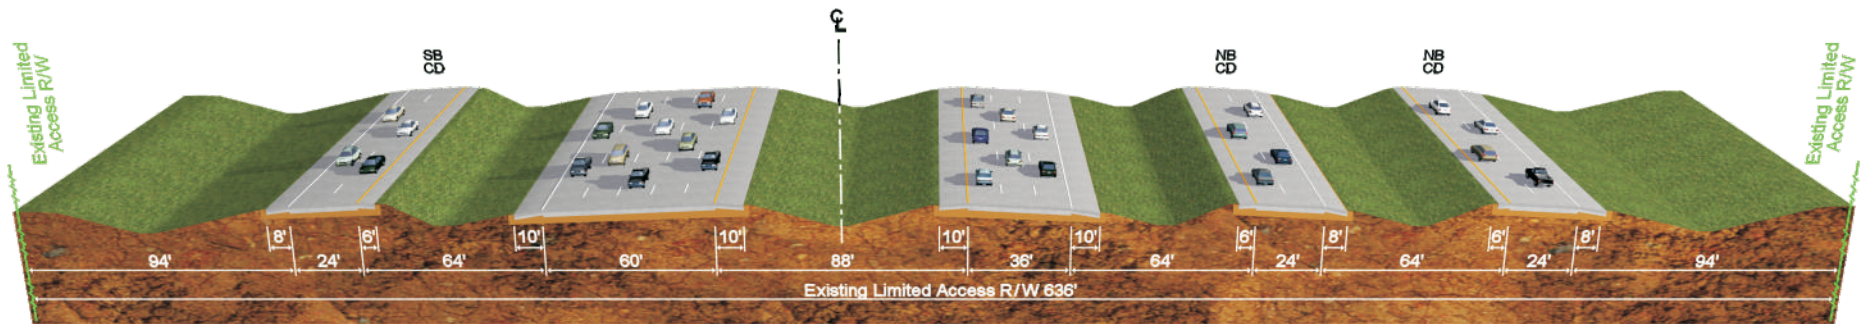 ℄
SB
CD
NB
CD
NB
CD
Existing Limited
Access R/W
Existing Limited
Access R/W
8'
6'
10'
10'
10'
10'
6'
8'
6'
8'
94'
24'
64'
60'
88'
36'
64'
24'
64'
24'
94'
Existing Limited Access R/W 636'